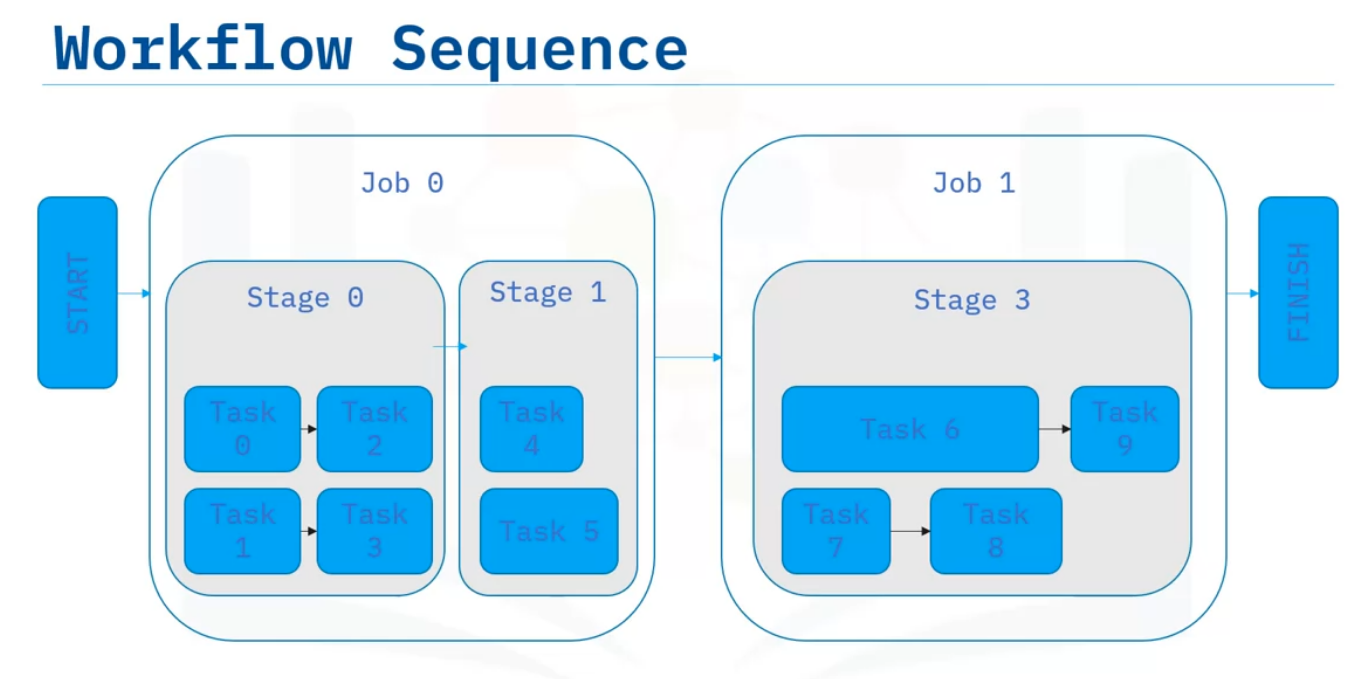 Workflow Sequence
START
Job 0
Stage 0
Task
0
Task
2
Task
1
Task
3
Stage 1
Task
4
Task 5
Job 1
Stage 3
Task 6
Task
9
Task
7
Task
8
FINISH